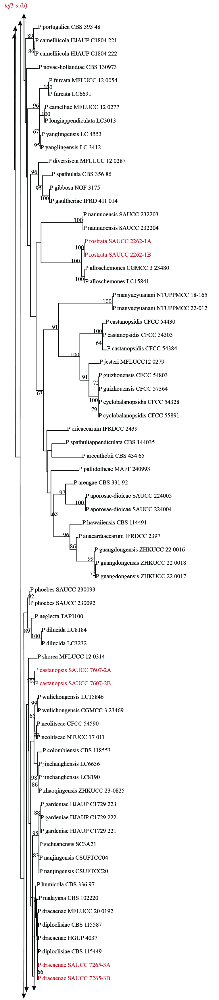 tef1-α (b)
P portugalica CBS 393 48
89
P camelliicola HJAUP C1804 221
86
P camelliicola HJAUP C1804 222
P novae-hollandiae CBS 130973
P furcata MFLUCC 12 0054
100
P furcata LC6691
96
P camelliae MFLUCC 12 0277
100
P longiappendiculata LC3013
67
P yanglingensis LC 4553
95
P yanglingensis LC 3412
P diversiseta MFLUCC 12 0287
96
P spathulata CBS 356 86
95
P gibbosa NOF 3175
100
P gaultheriae IFRD 411 014
P nannuoensis SAUCC 232203
100
P nannuoensis SAUCC 232204
P rostrata SAUCC 2262-1A
100
P rostrata SAUCC 2262-1B
100
P alloschemones CGMCC 3 23480
100
P alloschemones LC15841
P manyueyuanani NTUPPMCC 18-165
100
P manyueyuanani NTUPPMCC 22-012
P castanopsidis CFCC 54430
91
100
P castanopsidis CFCC 54305
64
P castanopsidis CFCC 54384
100
P jesteri MFLUCC12 0279
91
P guizhouensis CFCC 54803
75
P guizhouensis CFCC 57364
63
100
P cyclobalanopsidis CFCC 54328
79
P cyclobalanopsidis CFCC 55891
P ericacearum IFRDCC 2439
P spathuliappendiculata CBS 144035
P arceuthobii CBS 434 65
P pallidotheae MAFF 240993
P arengae CBS 331 92
97
P aporosae-dioicae SAUCC 224005
100
P aporosae-dioicae SAUCC 224004
63
P hawaiiensis CBS 114491
96
P anacardiacearum IFRDCC 2397
86
P guangdongensis ZHKUCC 22 0016
99
P guangdongensis ZHKUCC 22 0018
72
P guangdongensis ZHKUCC 22 0017
P phoebes SAUCC 230093
92
P phoebes SAUCC 230092
P neglecta TAP1100
89
P dilucida LC8184
100
P dilucida LC3232
P shorea MFLUCC 12 0314
P castanopsis SAUCC 7607-2A
100
P castanopsis SAUCC 7607-2B
P wulichongensis LC15846
99
P wulichongensis CGMCC 3 23469
65
P neolitseae CFCC 54590
99
P neolitseae NTUCC 17 011
P colombiensis CBS 118553
P jinchanghensis LC6636
98
P jinchanghensis LC8190
86
P zhaoqingensis ZHKUCC 23-0825
P gardeniae HJAUP C1729 223
88
P gardeniae HJAUP C1729 222
P gardeniae HJAUP C1729 221
95
P sichuanensis SC3A21
83
P nanjingensis CSUFTCC04
P nanjingensis CSUFTCC20
P humicola CBS 336 97
70
P malayana CBS 102220
P dracaenae MFLUCC 20 0192
P diploclisiae CBS 115587
P dracaenae HGUP 4037
P diploclisiae CBS 115449
P dracaenae SAUCC 7265-3A
66
P dracaenae SAUCC 7265-3B